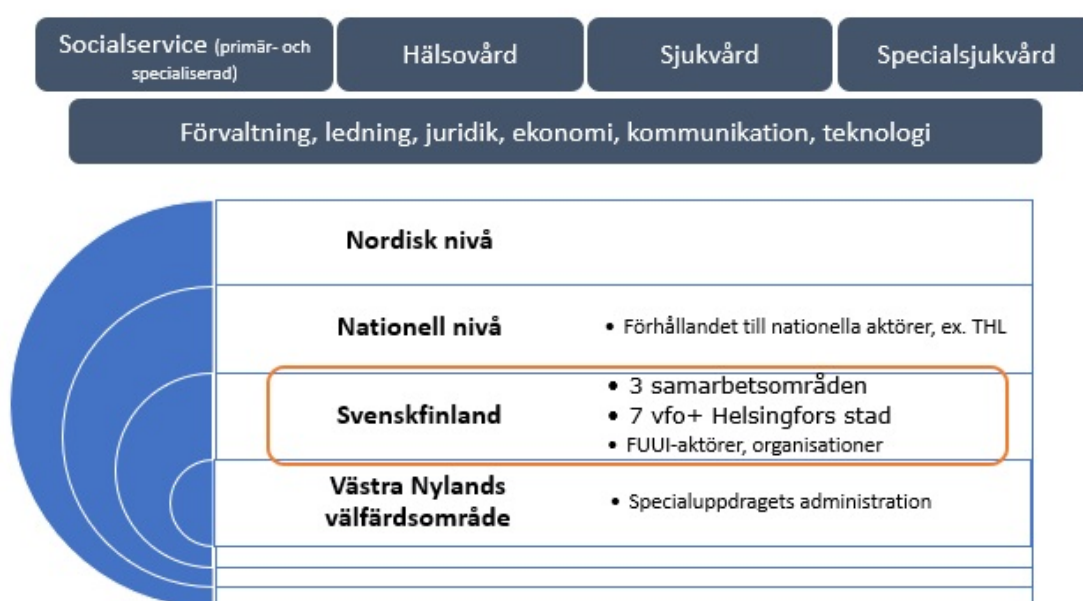 Socialservice (primär- och
specialiserad)
Hälsovård
Sjukvård
Specialsjukvård
Förvaltning, ledning, juridik, ekonomi, kommunikation, teknologi
Nordisk nivå
Nationell nivå
• Förhållandet till nationella aktörer, ex. THL
Svenskfinland
• 3 samarbetsområden
• 7 vfo+ Helsingfors stad
• FUUI-aktörer, organisationer
Västra Nylands
välfärdsområde
• Specialuppdragets administration